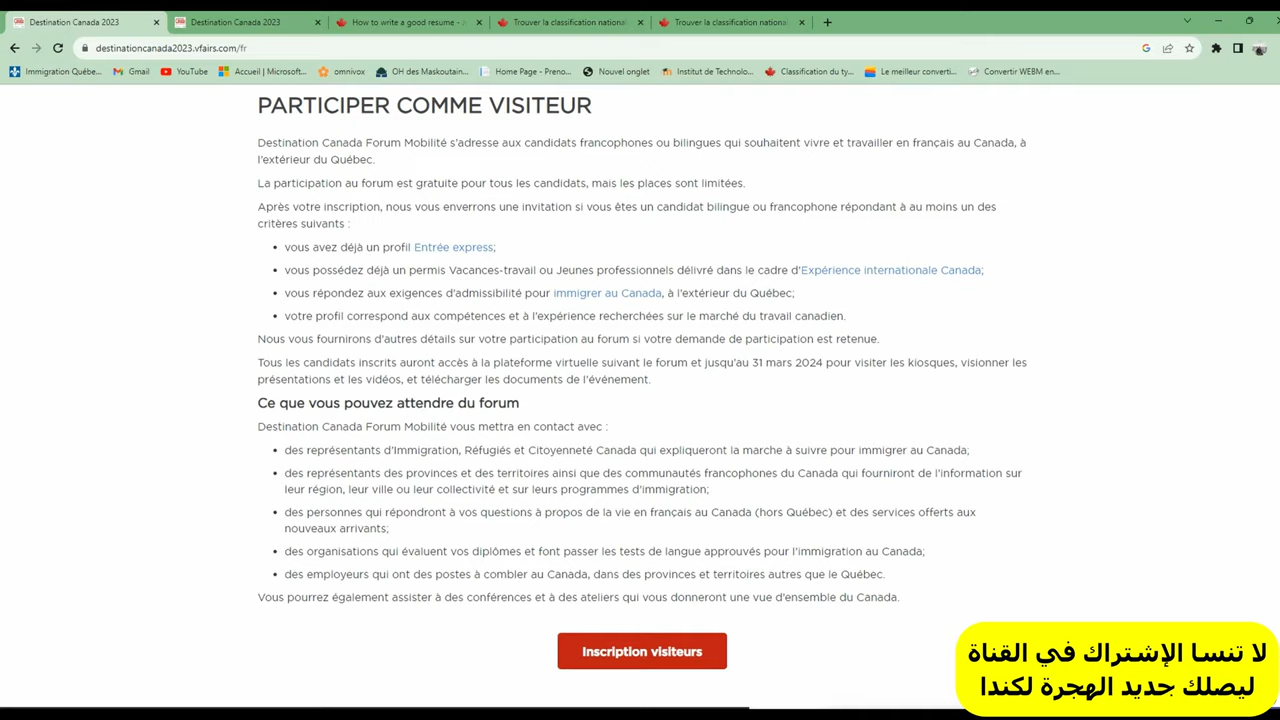 Destination Canada 2023
Destination Canada 2023
How to write a good resume -
Trouver la classification national
Trouver la classification national
destinationcanada2023.vfairs.com/fr
Immigration Québe...
Gmail
YouTube
Accueil | Microsoft...
omnivox
OH des Maskoutain...
Home Page - Preno...
Nouvel onglet
Institut de Technolo...
Classification du ty...
Le meilleur converti...
Convertir WEBM en...
PARTICIPER COMME VISITEUR
Destination Canada Forum Mobilité s'adresse aux candidats francophones ou bilingues qui souhaitent vivre et travailler en français au Canada, à
l'extérieur du Québec.
La participation au forum est gratuite pour tous les candidats, mais les places sont limitées.
Après votre inscription, nous vous enverrons une invitation si vous êtes un candidat bilingue ou francophone répondant à au moins un des
critères suivants :
• vous avez déjà un profil Entrée express;
• vous possédez déjà un permis Vacances-travail ou Jeunes professionnels délivré dans le cadre d'Expérience internationale Canada;
• vous répondez aux exigences d'admissibilité pour immigrer au Canada, à l'extérieur du Québec;
• votre profil correspond aux compétences et à l'expérience recherchées sur le marché du travail canadien.
Nous vous fournirons d'autres détails sur votre participation au forum si votre demande de participation est retenue.
Tous les candidats inscrits auront accès à la plateforme virtuelle suivant le forum et jusqu'au 31 mars 2024 pour visiter les kiosques, visionner les
présentations et les vidéos, et télécharger les documents de l'événement.
Ce que vous pouvez attendre du forum
Destination Canada Forum Mobilité vous mettra en contact avec :
• des représentants d'Immigration, Réfugiés et Citoyenneté Canada qui expliqueront la marche à suivre pour immigrer au Canada;
• des représentants des provinces et des territoires ainsi que des communautés francophones du Canada qui fourniront de l'information sur
leur région, leur ville ou leur collectivité et sur leurs programmes d'immigration;
• des personnes qui répondront à vos questions à propos de la vie en français au Canada (hors Québec) et des services offerts aux
nouveaux arrivants;
• des organisations qui évaluent vos diplômes et font passer les tests de langue approuvés pour l'immigration au Canada;
• des employeurs qui ont des postes à combler au Canada, dans des provinces et territoires autres que le Québec.
Vous pourrez également assister à des conférences et à des ateliers qui vous donneront une vue d'ensemble du Canada.
Inscription visiteurs
لا تنسا الإشتراك في القناة
ليصلك جديد الهجرة لكندا